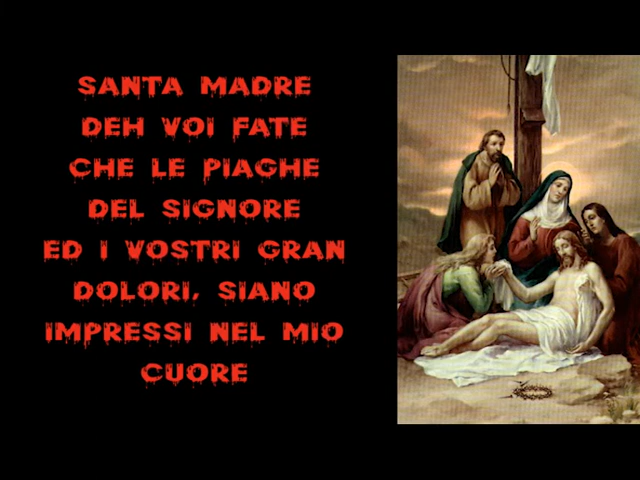 SANTA MADRE
DEH VOI FATE
CHE LE PIAGHE
DEL SIGNORE
ED I VOSTRI GRAN
DOLORI, SIANO
IMPRESSI NEL MIO
CUORE